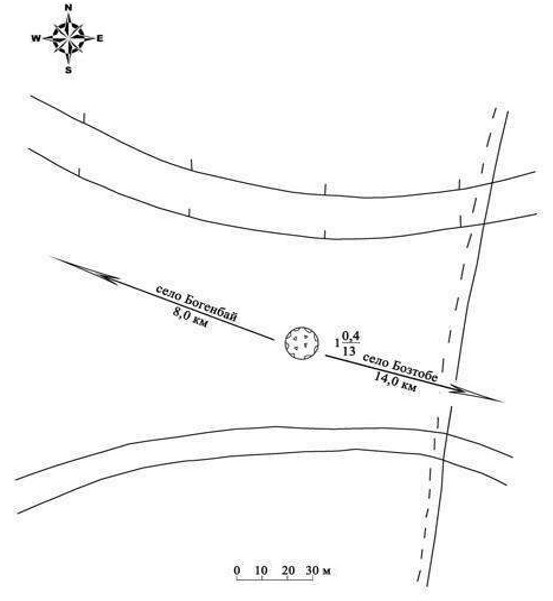 N
W E
S
село Богенбай
8,0 км
1 0,4
13
село Бозтобе
14,0 км
0 10 20 30 м